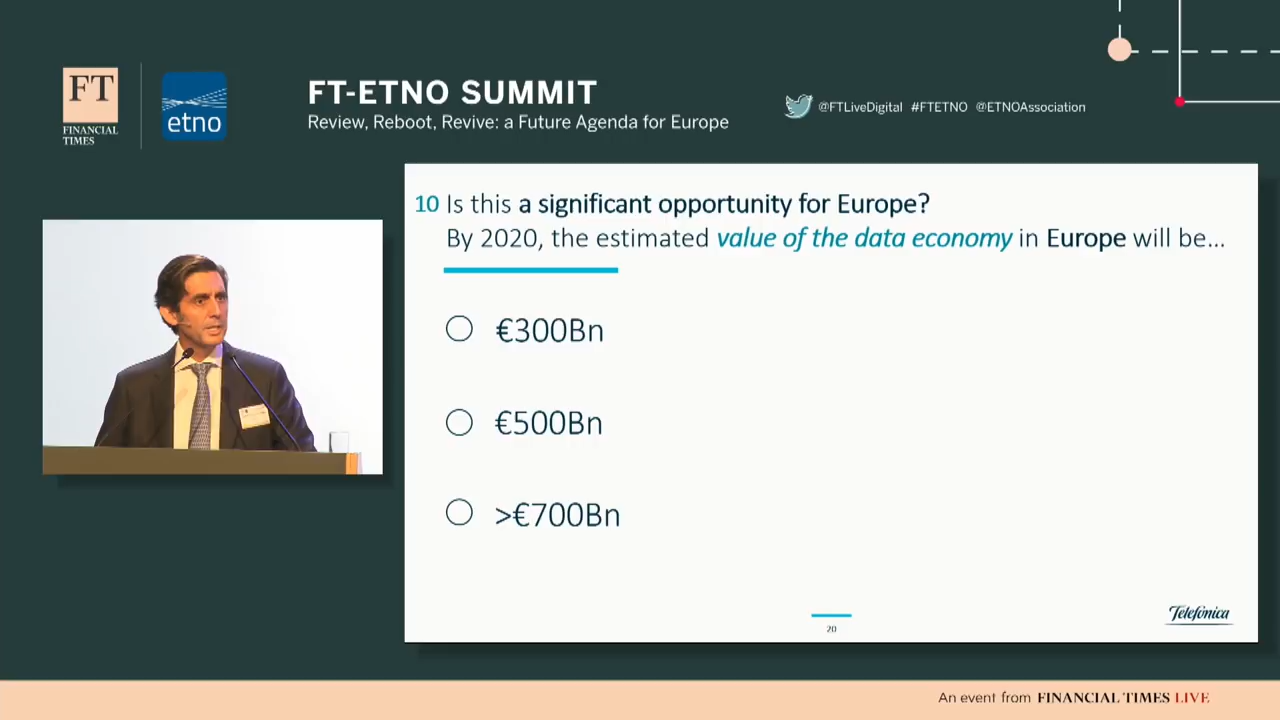 FT
FINANCIAL
TIMES
etno
FT-ETNO SUMMIT
Review, Reboot, Revive: a Future Agenda for Europe
@FTLiveDigital #FTETNO @ETNOAssociation
10 Is this a significant opportunity for Europe?
By 2020, the estimated value of the data economy in Europe will be...
€300Bn
€500Bn
>€700Bn
20
Telefónica
An event from FINANCIAL TIMES LIVE